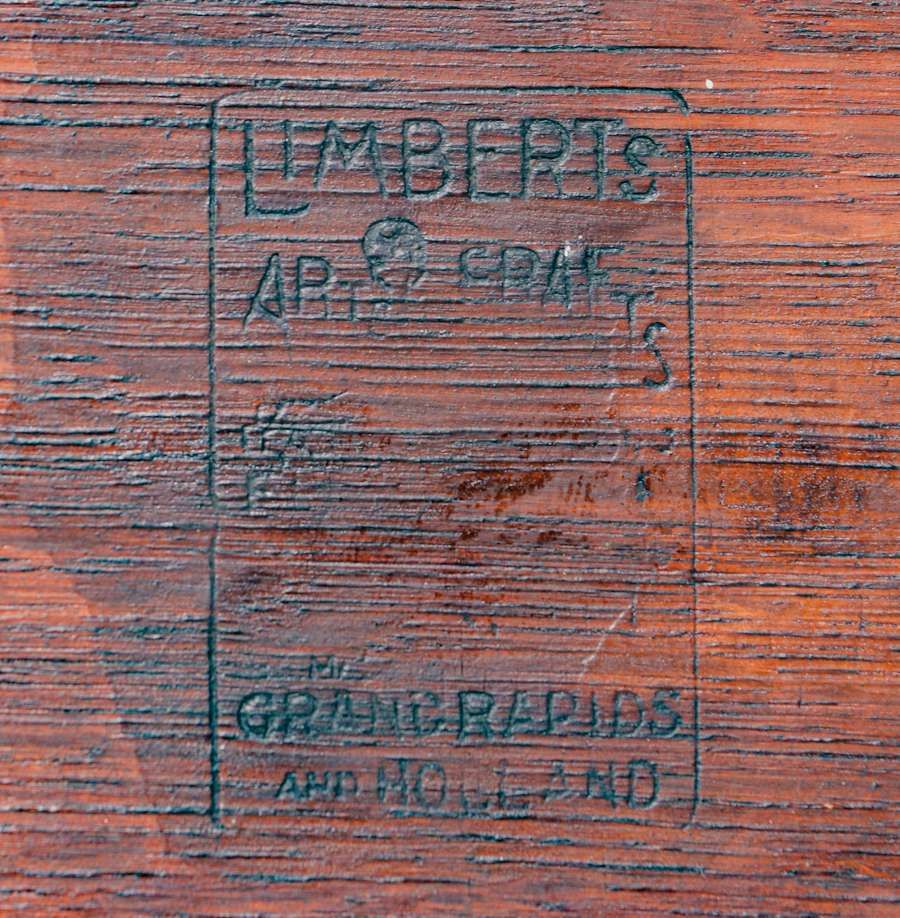 LIMBERTS
ARTS CRAFTS
GRAND RAPIDS
AND HOLLAND